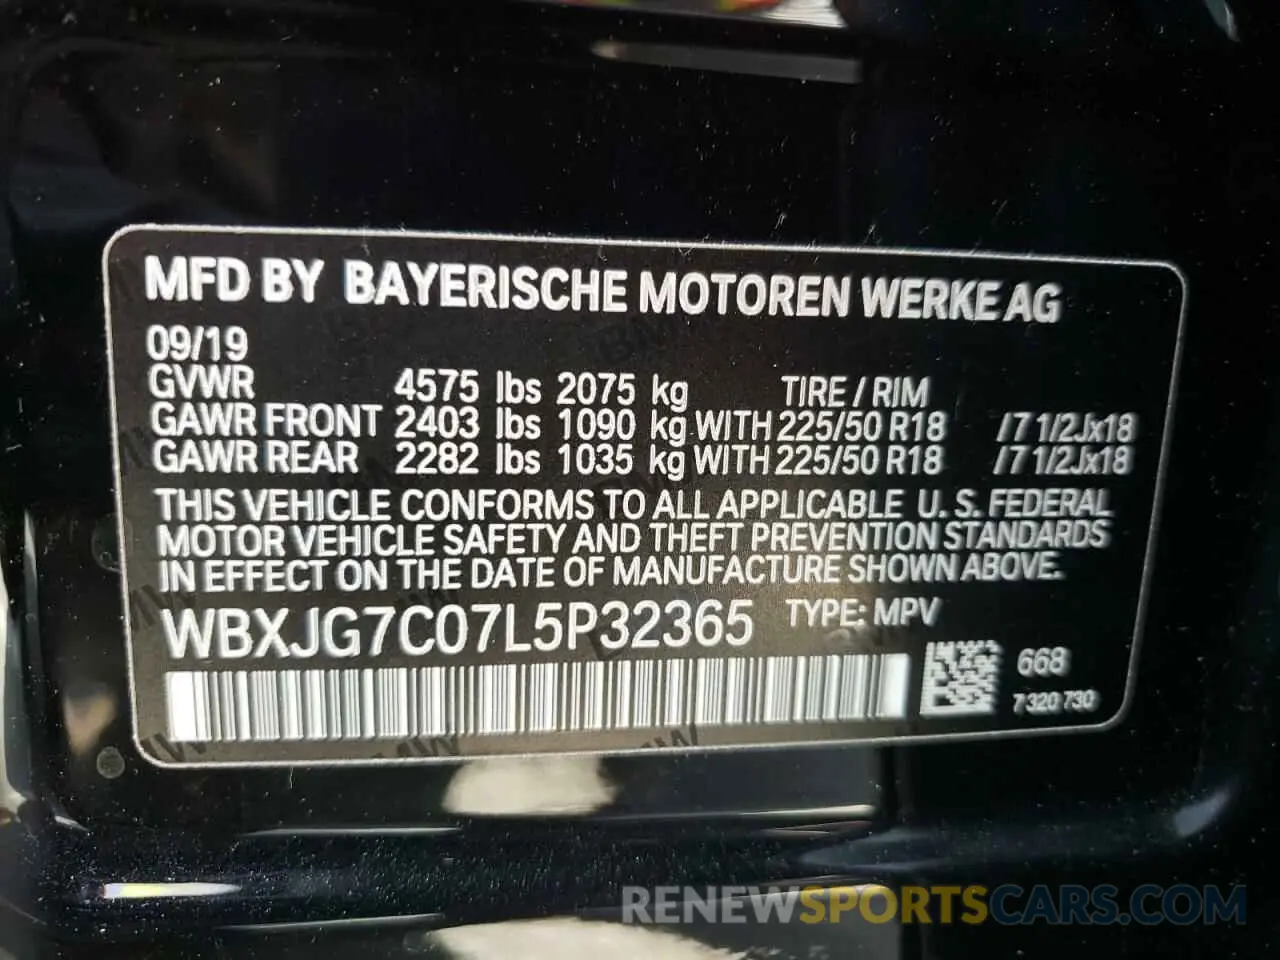 MFD BY BAYERISCHE MOTOREN WERKE AG
09/19
GVWR 4575 lbs 2075 kg TIRE / RIM
GAWR FRONT 2403 lbs 1090 kg WITH 225/50 R18 /7 1/2Jx18
GAWR REAR 2282 lbs 1035 kg WITH 225/50 R18 /7 1/2Jx18
THIS VEHICLE CONFORMS TO ALL APPLICABLE U. S. FEDERAL
MOTOR VEHICLE SAFETY AND THEFT PREVENTION STANDARDS
IN EFFECT ON THE DATE OF MANUFACTURE SHOWN ABOVE.
WBXJG7C07L5P32365 TYPE: MPV
668
7 320 730
RENEWSPORTSCARS.COM